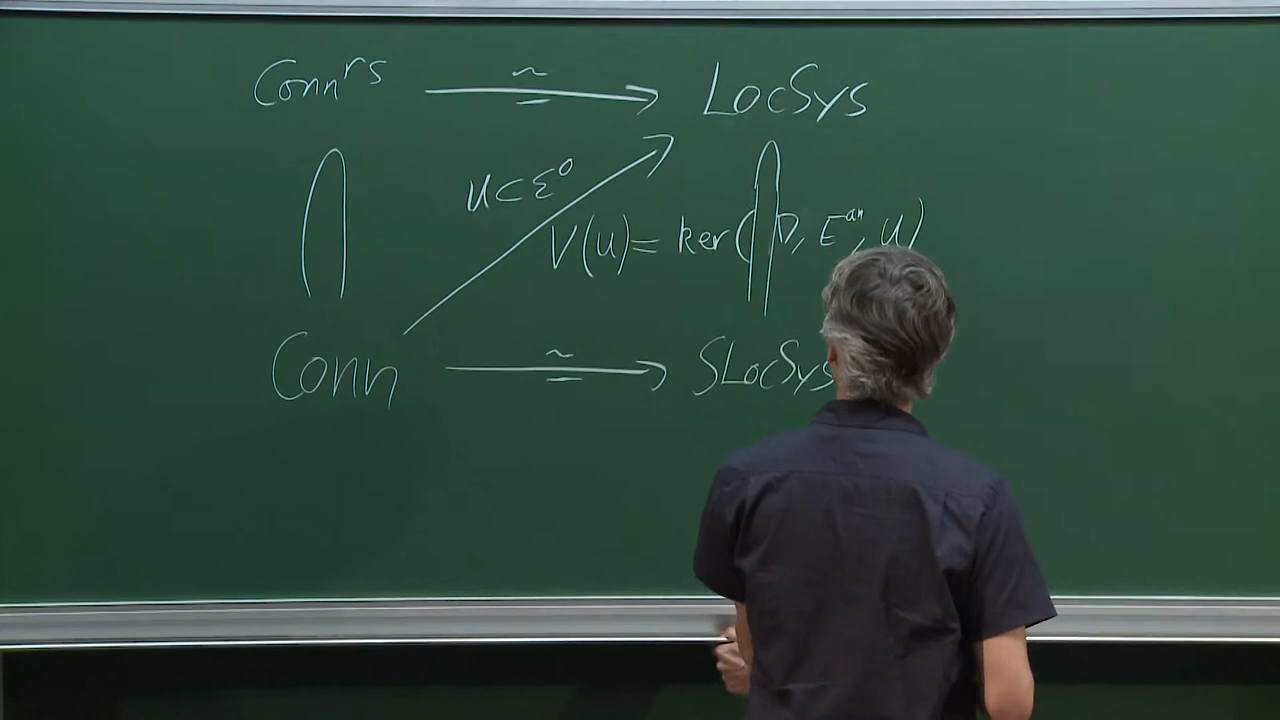 Conn^rs ~→ LocSys
U ⊂ Σ°
V(U) = ker(∇, E^an, U)
Conn ~→ SLocSys